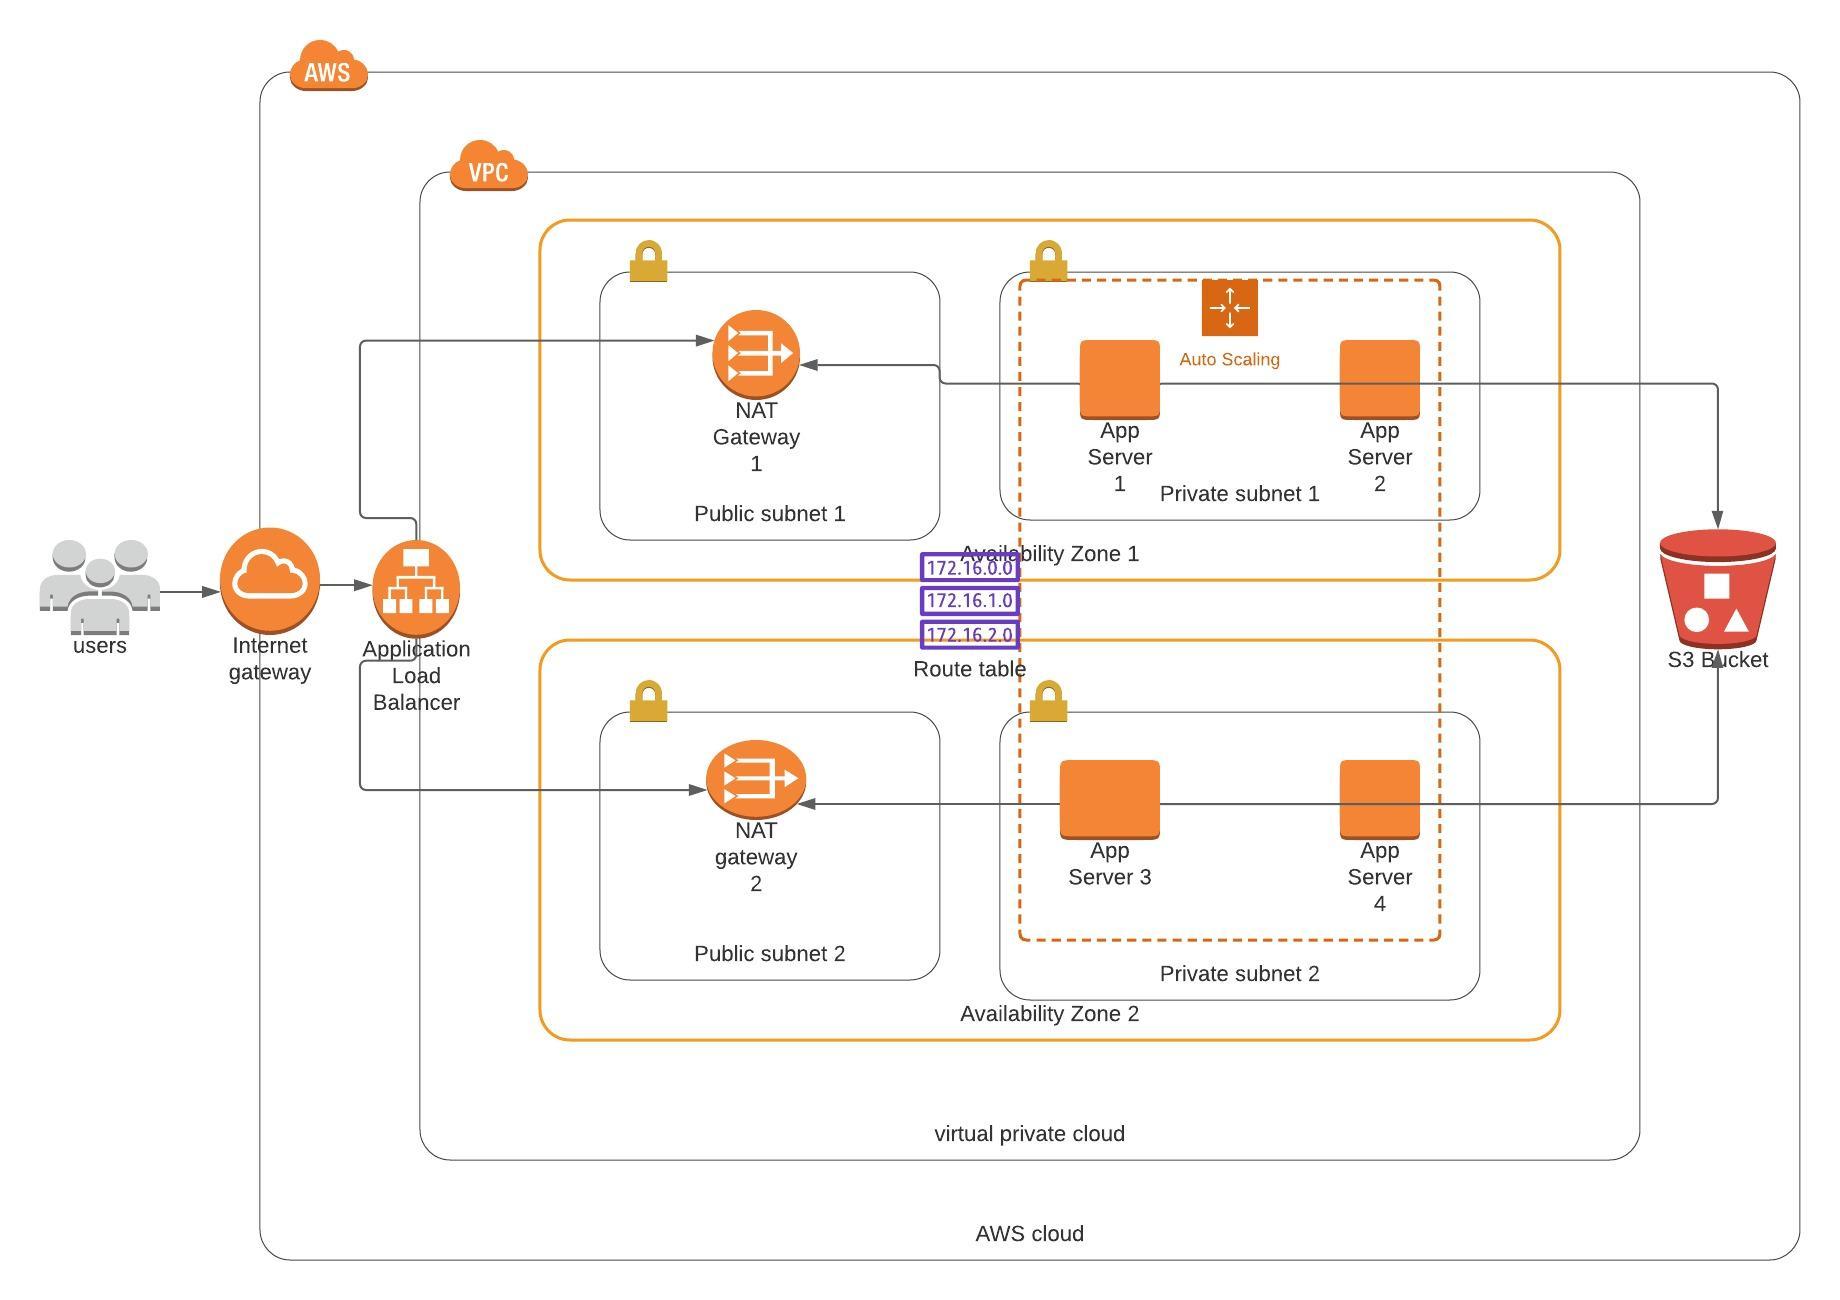 AWS
VPC
Auto Scaling
NAT
Gateway
1
App
Server
1
App
Server
2
Private subnet 1
Public subnet 1
Availability Zone 1
172.16.0.0
172.16.1.0
172.16.2.0
Route table
users
Internet
gateway
Application
Load
Balancer
S3 Bucket
NAT
gateway
2
App
Server 3
App
Server
4
Public subnet 2
Private subnet 2
Availability Zone 2
virtual private cloud
AWS cloud